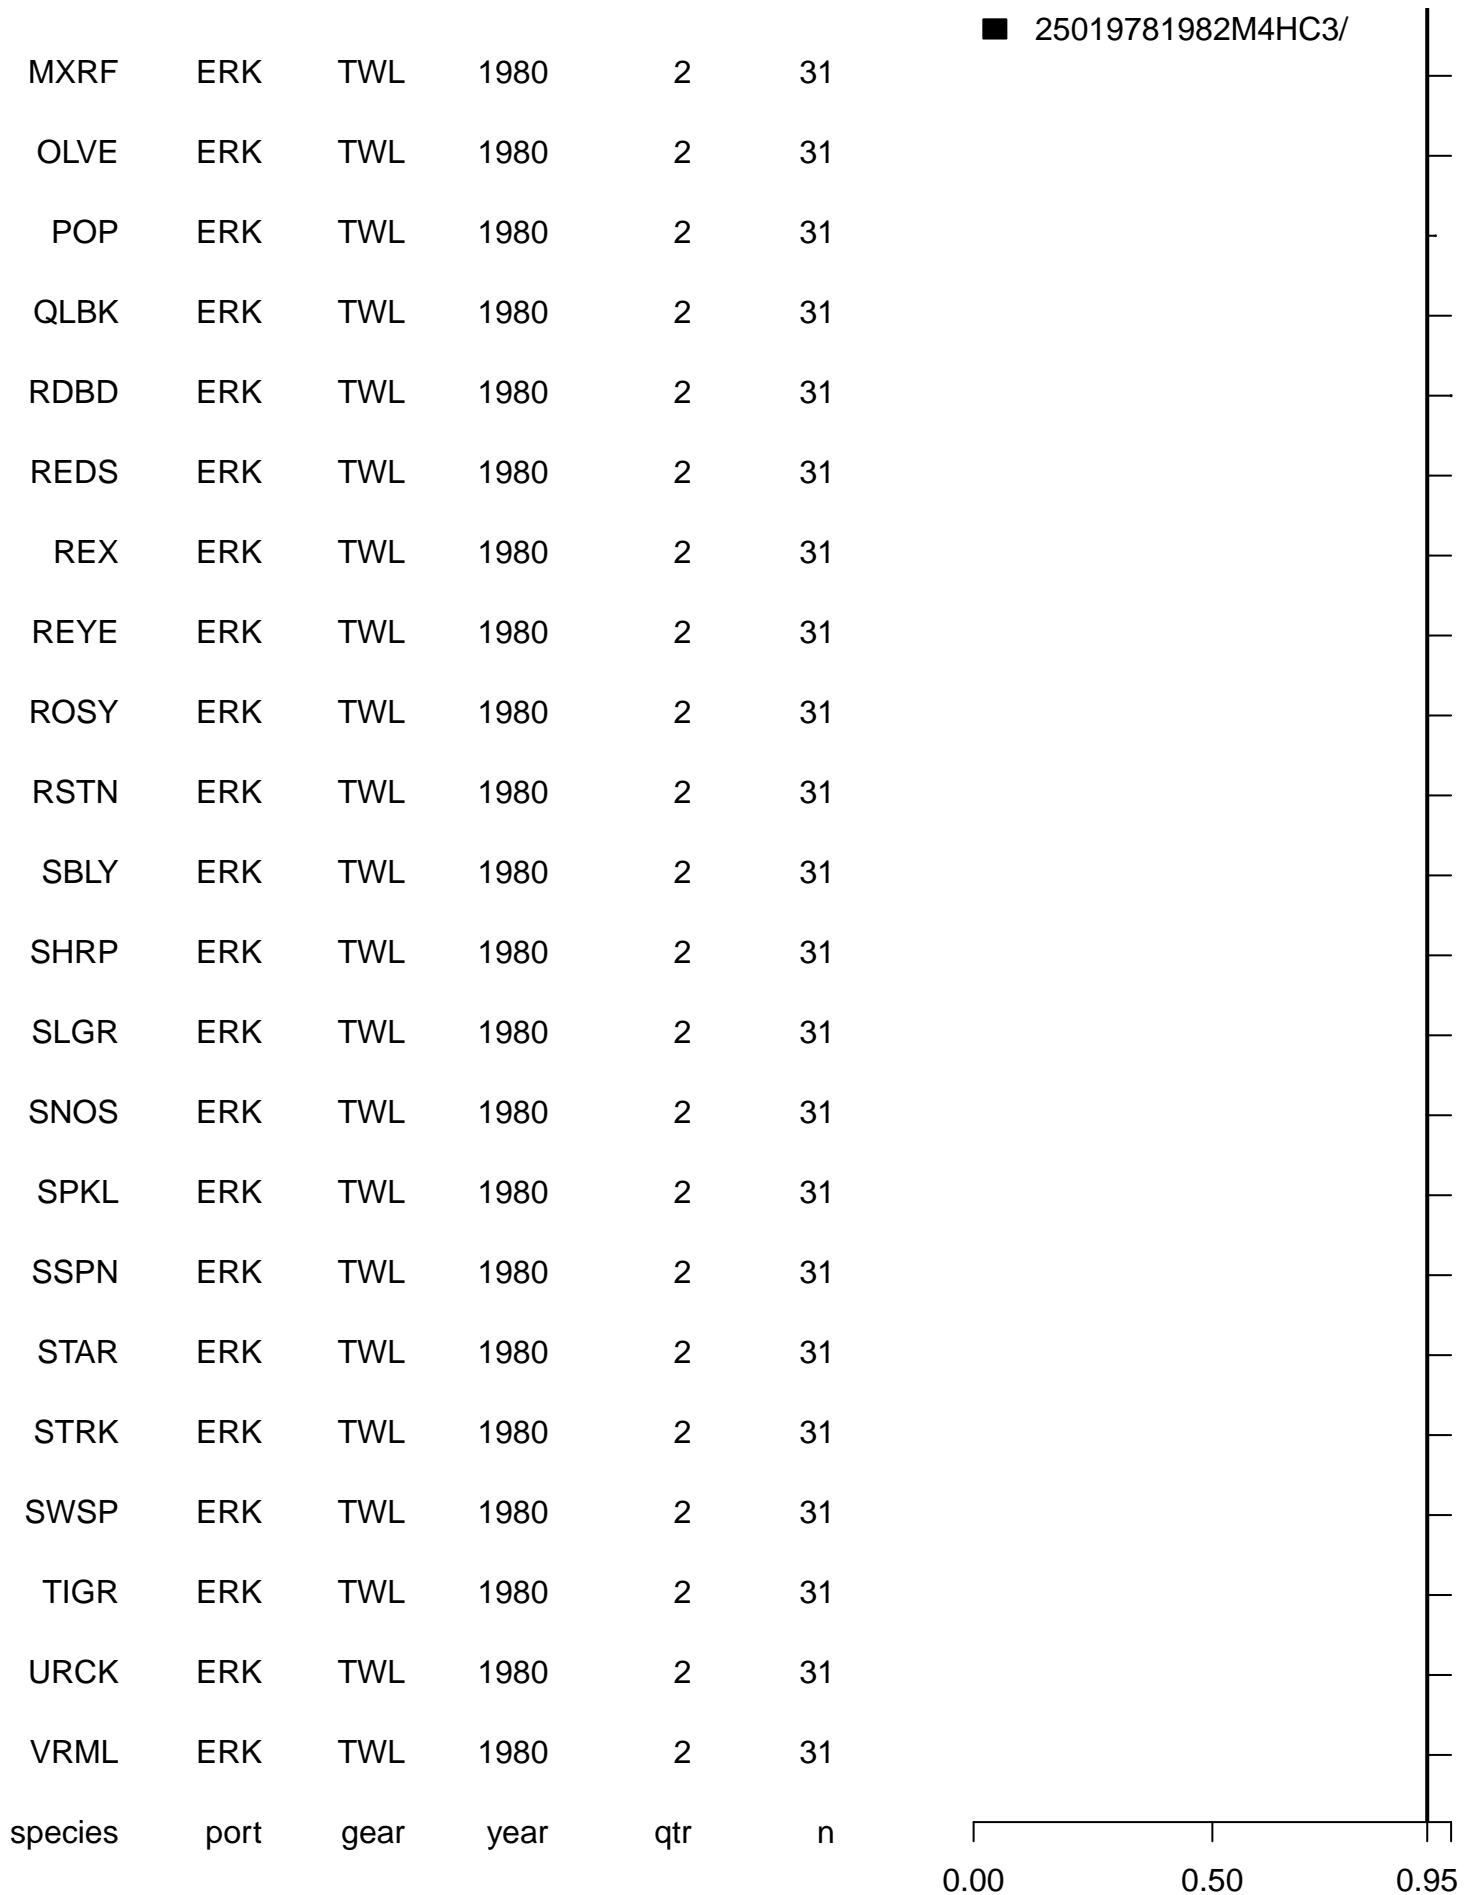 25019781982M4HC3/
MXRF ERK TWL 1980 2 31
OLVE ERK TWL 1980 2 31
POP ERK TWL 1980 2 31
QLBK ERK TWL 1980 2 31
RDBD ERK TWL 1980 2 31
REDS ERK TWL 1980 2 31
REX ERK TWL 1980 2 31
REYE ERK TWL 1980 2 31
ROSY ERK TWL 1980 2 31
RSTN ERK TWL 1980 2 31
SBLY ERK TWL 1980 2 31
SHRP ERK TWL 1980 2 31
SLGR ERK TWL 1980 2 31
SNOS ERK TWL 1980 2 31
SPKL ERK TWL 1980 2 31
SSPN ERK TWL 1980 2 31
STAR ERK TWL 1980 2 31
STRK ERK TWL 1980 2 31
SWSP ERK TWL 1980 2 31
TIGR ERK TWL 1980 2 31
URCK ERK TWL 1980 2 31
VRML ERK TWL 1980 2 31
species port gear year qtr n
0.00 0.50 0.95